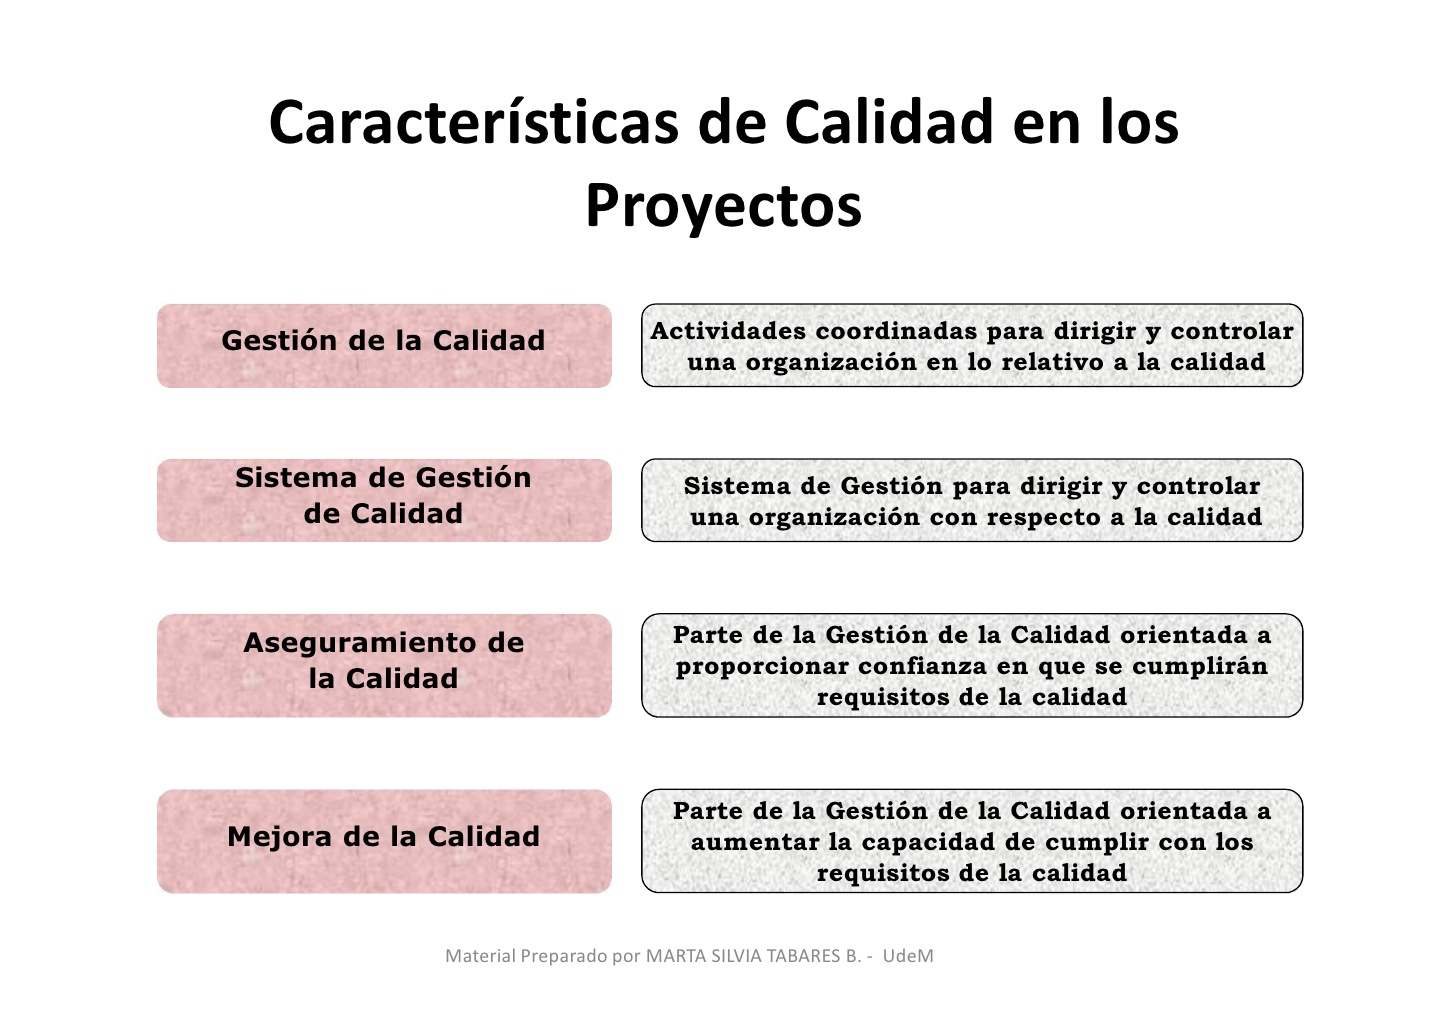 Características de Calidad en los
Proyectos
Gestión de la Calidad
Actividades coordinadas para dirigir y controlar
una organización en lo relativo a la calidad
Sistema de Gestión
de Calidad
Sistema de Gestión para dirigir y controlar
una organización con respecto a la calidad
Aseguramiento de
la Calidad
Parte de la Gestión de la Calidad orientada a
proporcionar confianza en que se cumplirán
requisitos de la calidad
Mejora de la Calidad
Parte de la Gestión de la Calidad orientada a
aumentar la capacidad de cumplir con los
requisitos de la calidad
Material Preparado por MARTA SILVIA TABARES B. - UdeM